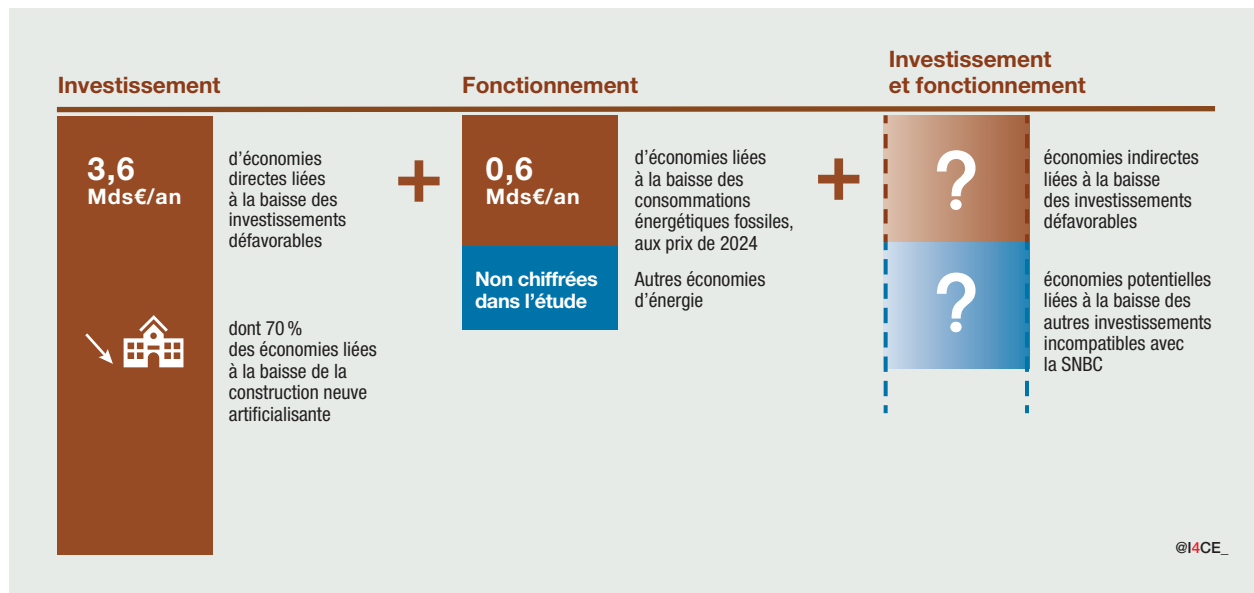 Investissement
3,6
Mds€/an
d'économies
directes liées
à la baisse des
investissements
défavorables
dont 70 %
des économies liées
à la baisse de la
construction neuve
artificialisante
+
Fonctionnement
0,6
Mds€/an
d'économies liées
à la baisse des
consommations
énergétiques fossiles,
aux prix de 2024
Non chiffrées
dans l'étude
Autres économies
d'énergie
+
Investissement
et fonctionnement
?
économies indirectes
liées à la baisse
des investissements
défavorables
?
économies potentielles
liées à la baisse des
autres investissements
incompatibles avec
la SNBC
@I4CE_